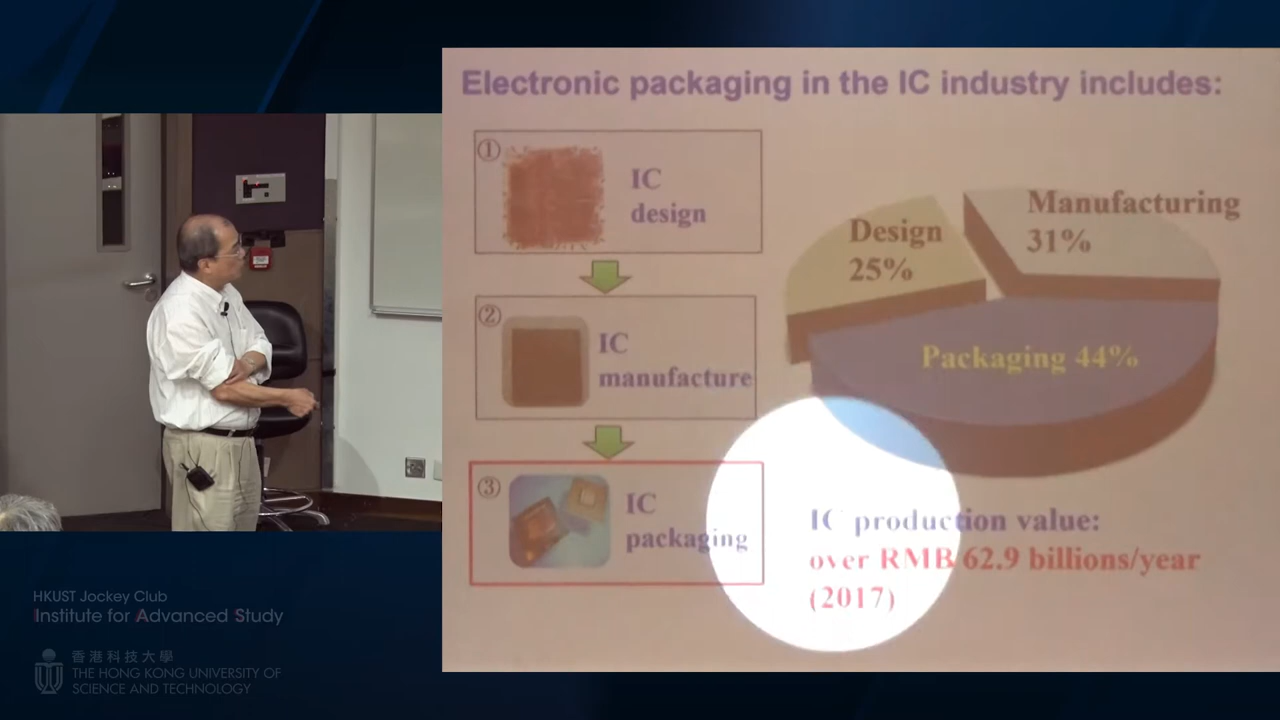 Electronic packaging in the IC industry includes:
①
IC
design
②
IC
manufacture
③
IC
packaging
Design
25%
Manufacturing
31%
Packaging 44%
IC production value:
over RMB 62.9 billions/year
(2017)
HKUST Jockey Club
Institute for Advanced Study
香港科技大學
THE HONG KONG UNIVERSITY OF
SCIENCE AND TECHNOLOGY